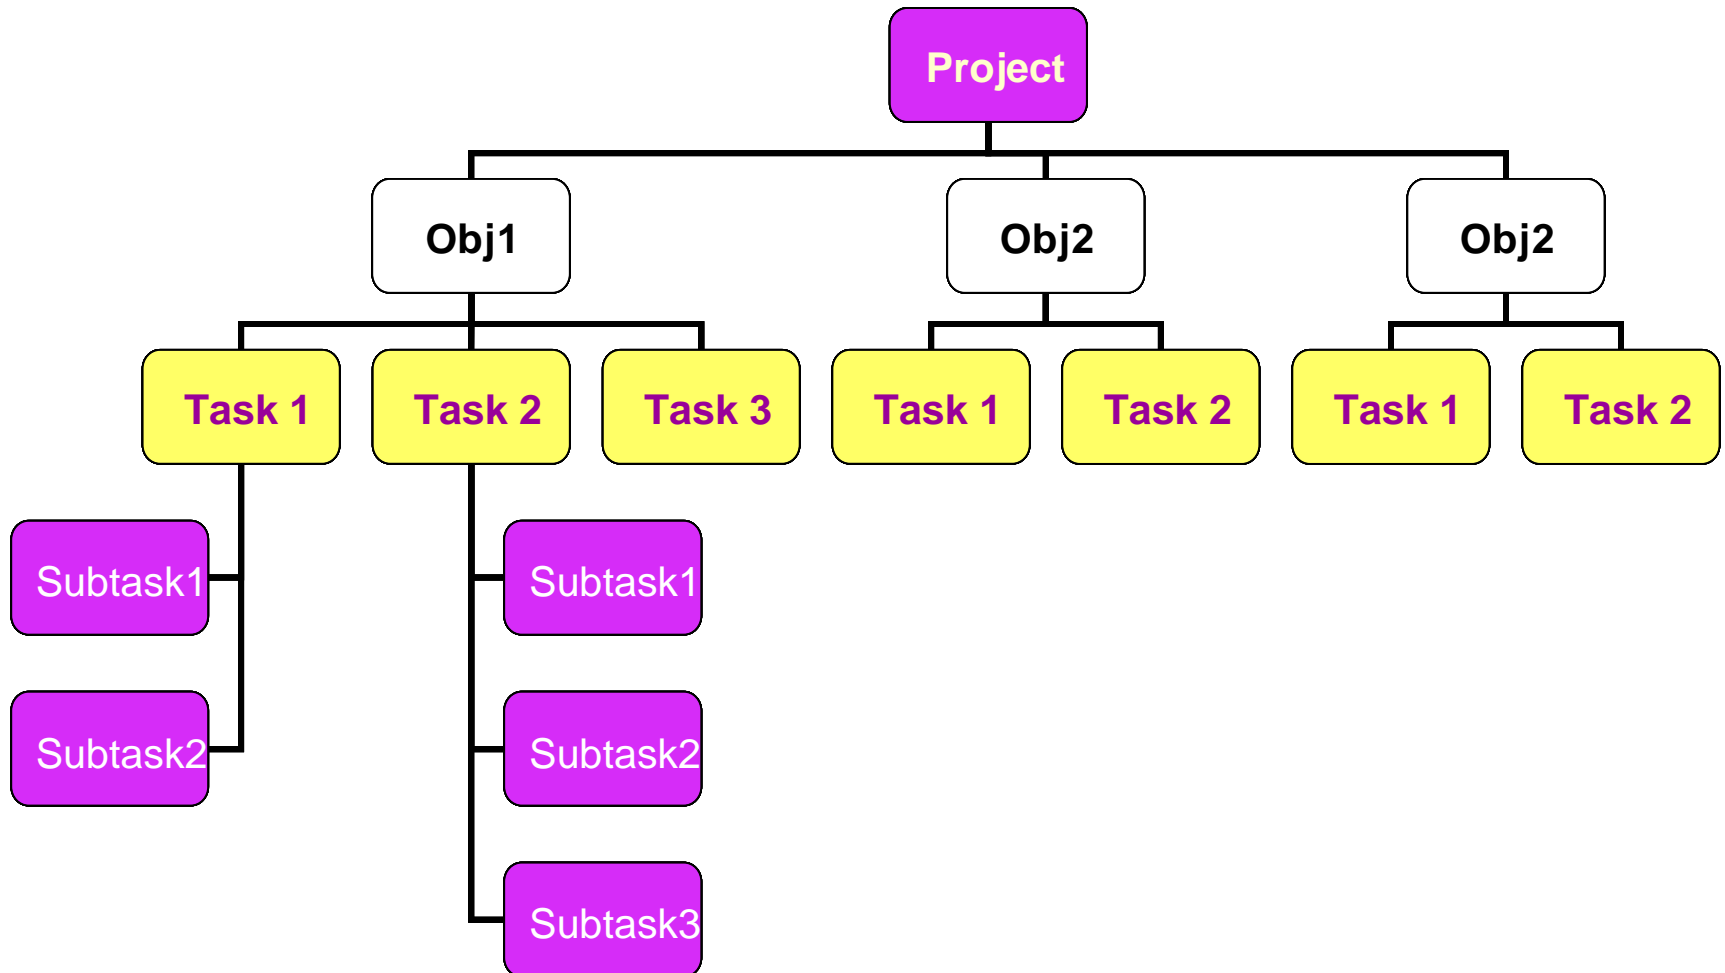 Project
Obj1
Obj2
Obj2
Task 1
Task 2
Task 3
Task 1
Task 2
Task 1
Task 2
Subtask1
Subtask1
Subtask2
Subtask2
Subtask3